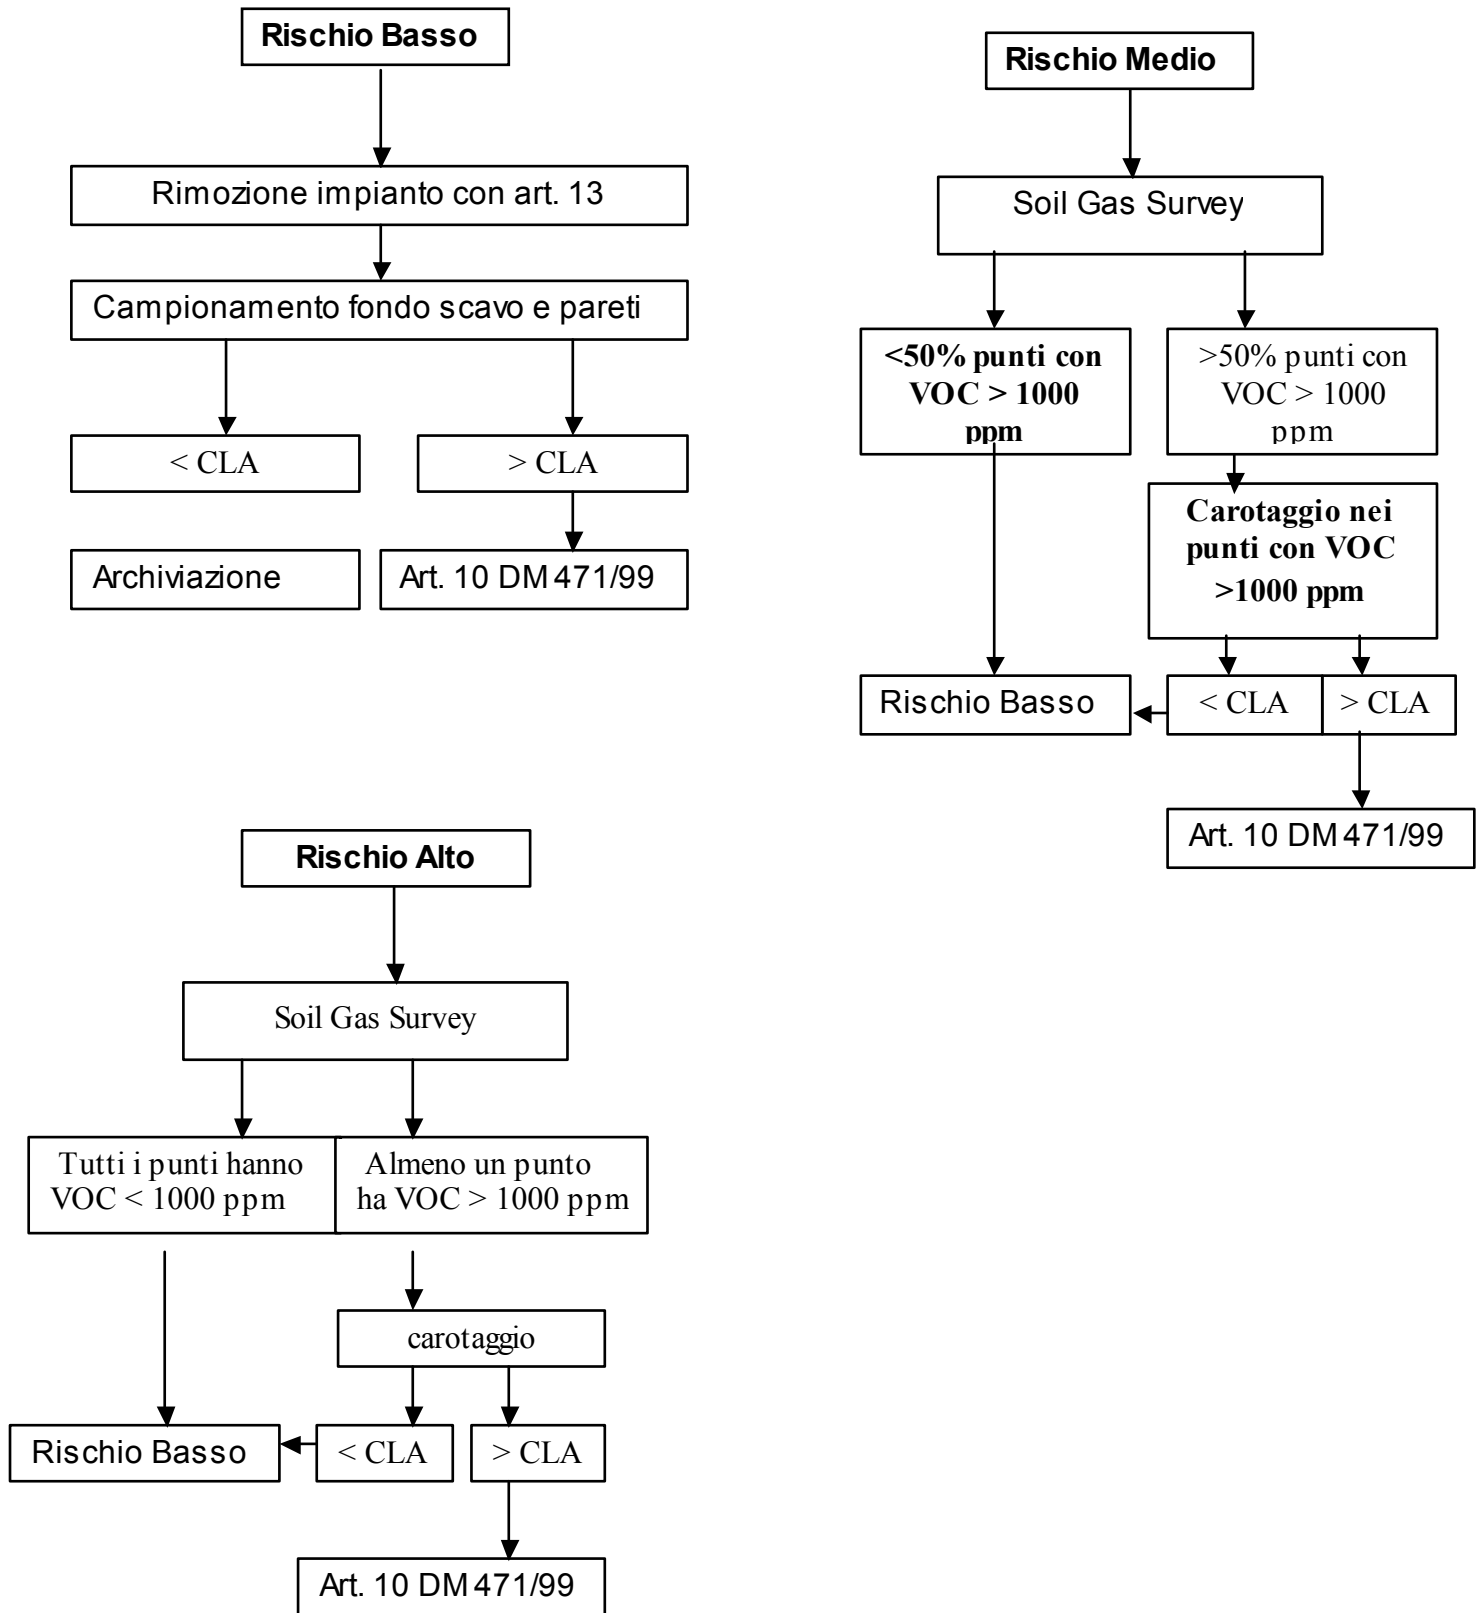 Rischio Basso
Rimozione impianto con art. 13
Campionamento fondo scavo e pareti
< CLA
> CLA
Archiviazione
Art. 10 DM 471/99
Rischio Medio
Soil Gas Survey
<50% punti con
VOC > 1000
ppm
>50% punti con
VOC > 1000
ppm
Carotaggio nei
punti con VOC
>1000 ppm
Rischio Basso
< CLA
> CLA
Art. 10 DM 471/99
Rischio Alto
Soil Gas Survey
Tutti i punti hanno
VOC < 1000 ppm
Almeno un punto
ha VOC > 1000 ppm
carotaggio
Rischio Basso
< CLA
> CLA
Art. 10 DM 471/99